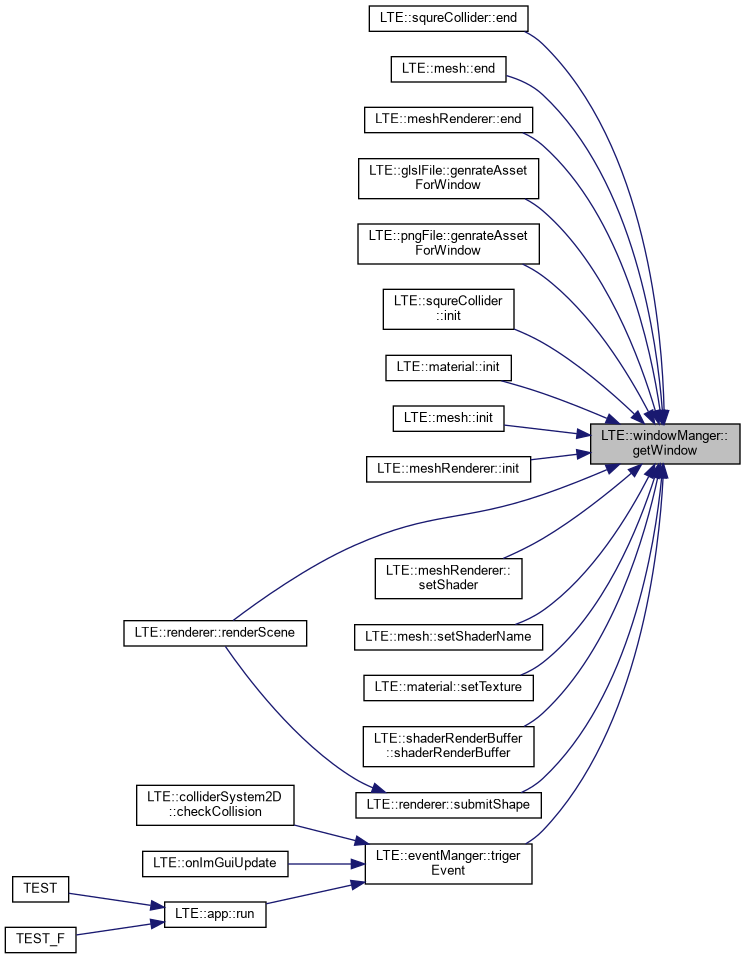 LTE::squreCollider::end
LTE::mesh::end
LTE::meshRenderer::end
LTE::glslFile::genrateAsset
ForWindow
LTE::pngFile::genrateAsset
ForWindow
LTE::squreCollider
::init
LTE::material::init
LTE::mesh::init
LTE::windowManger::
getWindow
LTE::meshRenderer::init
LTE::meshRenderer::
setShader
LTE::renderer::renderScene
LTE::mesh::setShaderName
LTE::material::setTexture
LTE::shaderRenderBuffer
::shaderRenderBuffer
LTE::colliderSystem2D
::checkCollision
LTE::renderer::submitShape
LTE::eventManger::triger
Event
LTE::onImGuiUpdate
TEST
LTE::app::run
TEST_F